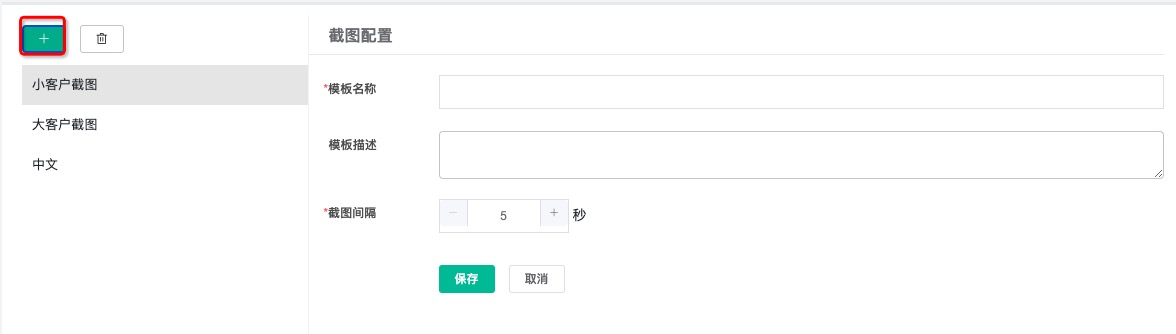 小客户截图
大客户截图
中文
截图配置
*模板名称
模板描述
*截图间隔
− 5 + 秒
保存 取消